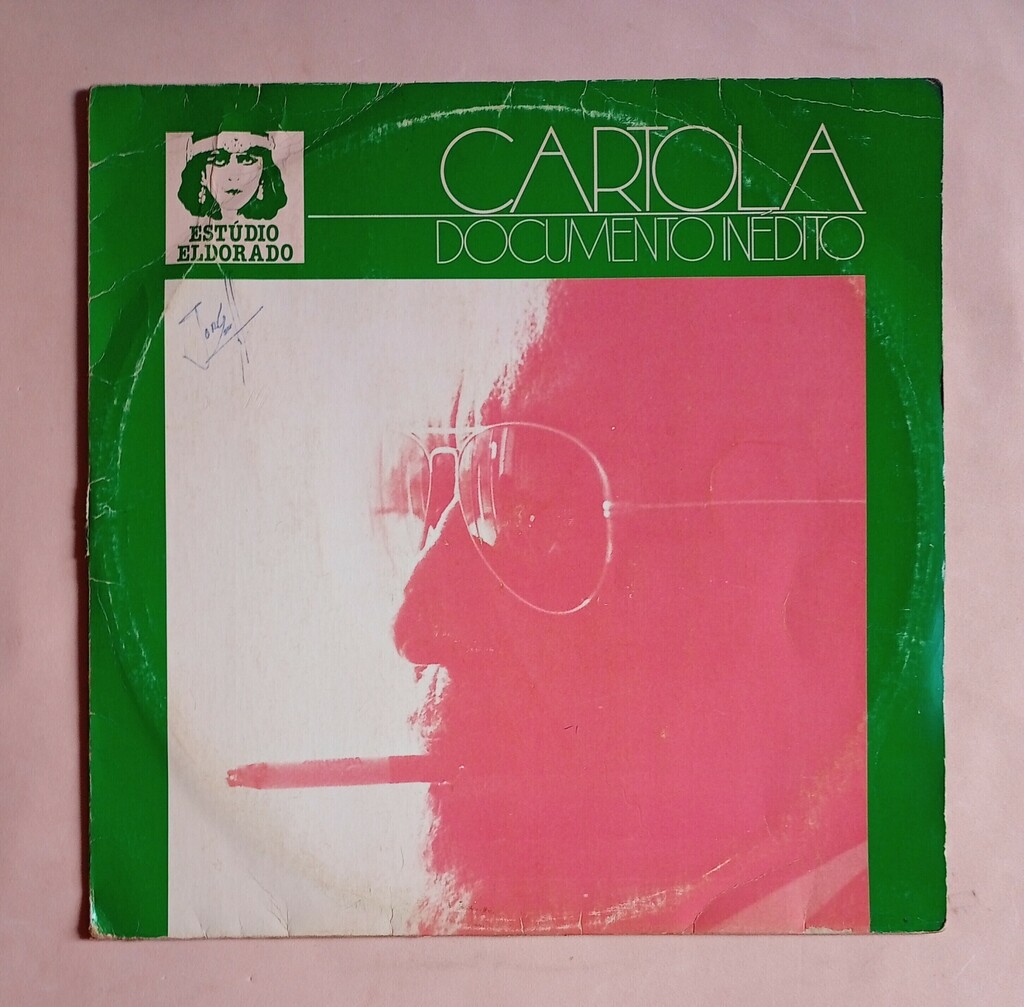 CARTOLA
DOCUMENTO INÉDITO
ESTÚDIO
ELDORADO